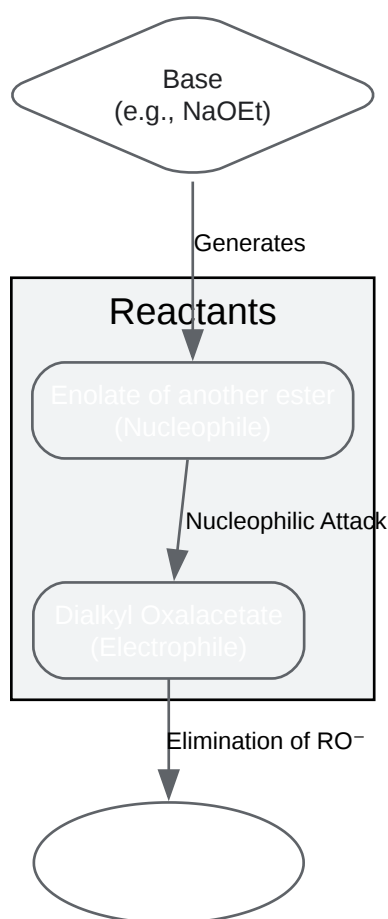 Base
(e.g., NaOEt)
Generates
Reactants
Enolate of another ester
(Nucleophile)
Nucleophilic Attack
Dialkyl Oxalacetate
(Electrophile)
Elimination of RO⁻